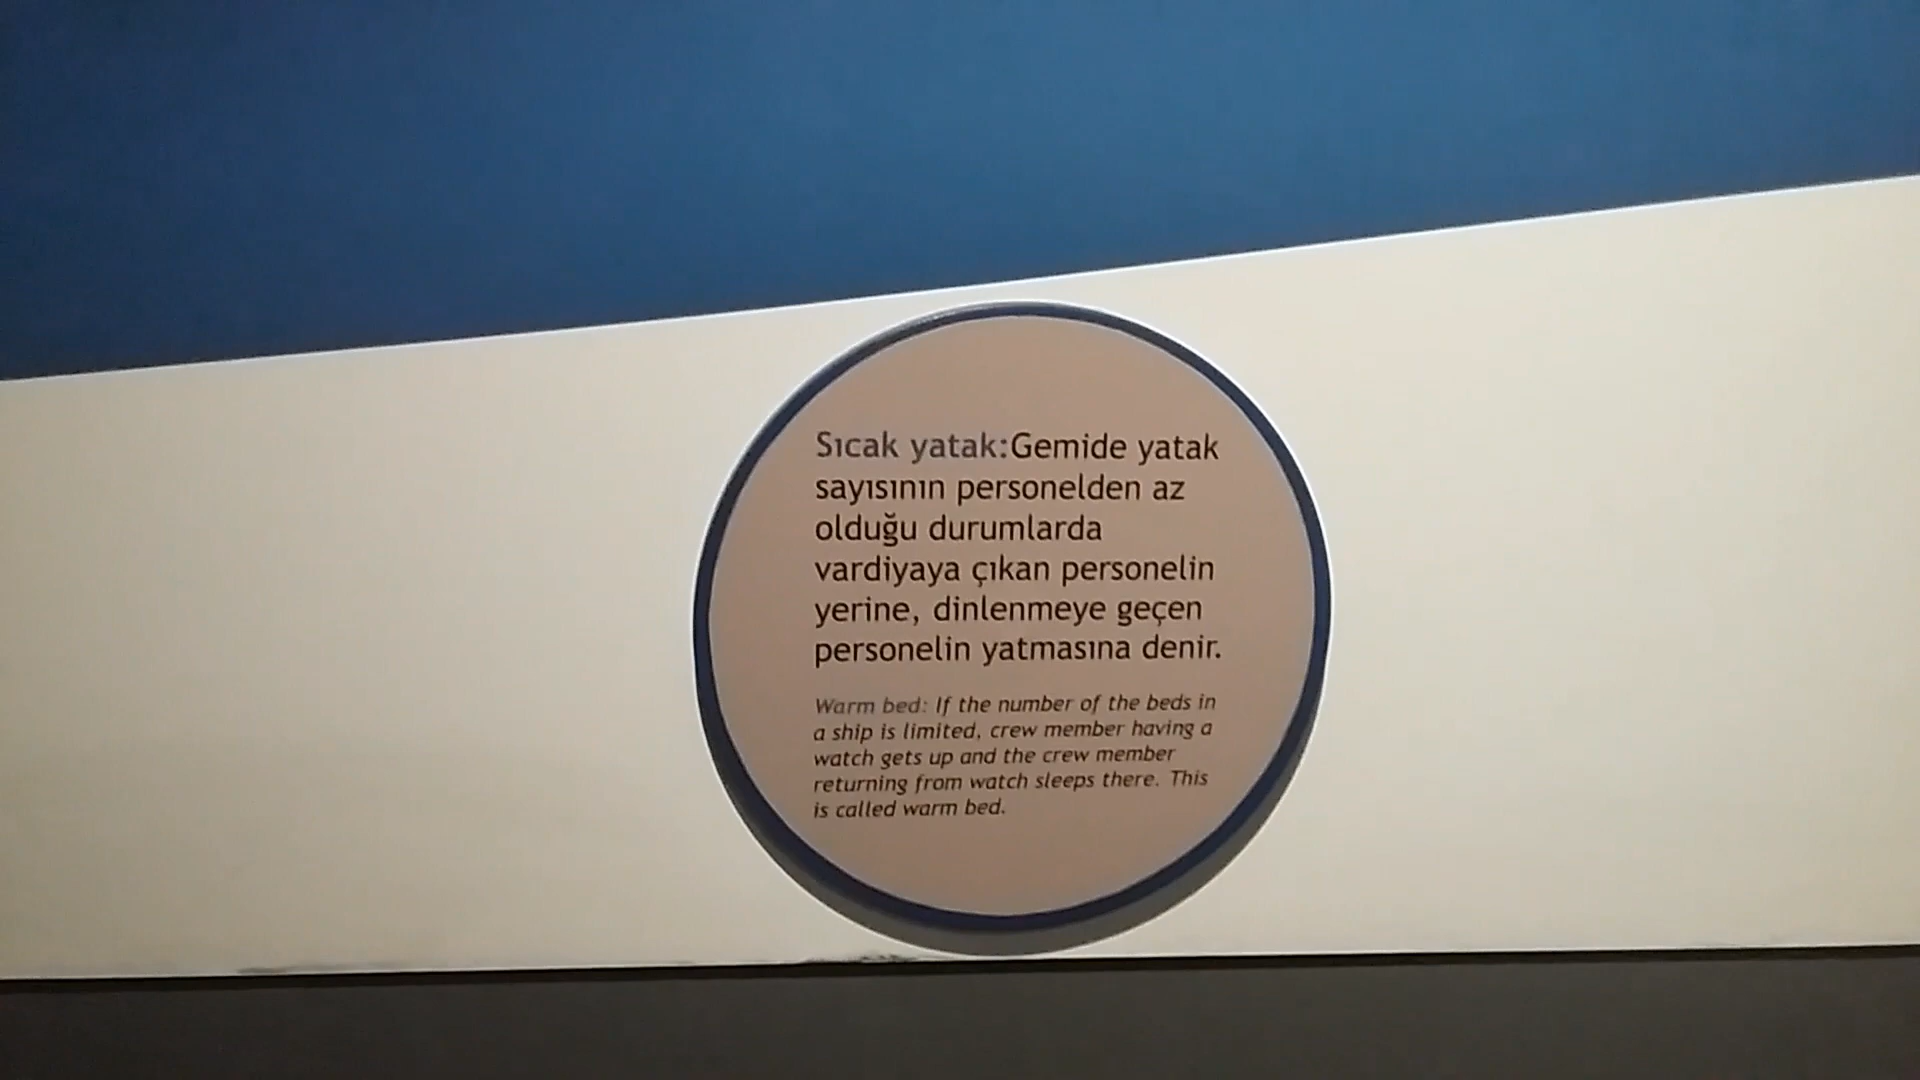 Sıcak yatak:Gemide yatak
sayısının personelden az
olduğu durumlarda
vardiyaya çıkan personelin
yerine, dinlenmeye geçen
personelin yatmasına denir.
Warm bed: If the number of the beds in
a ship is limited, crew member having a
watch gets up and the crew member
returning from watch sleeps there. This
is called warm bed.